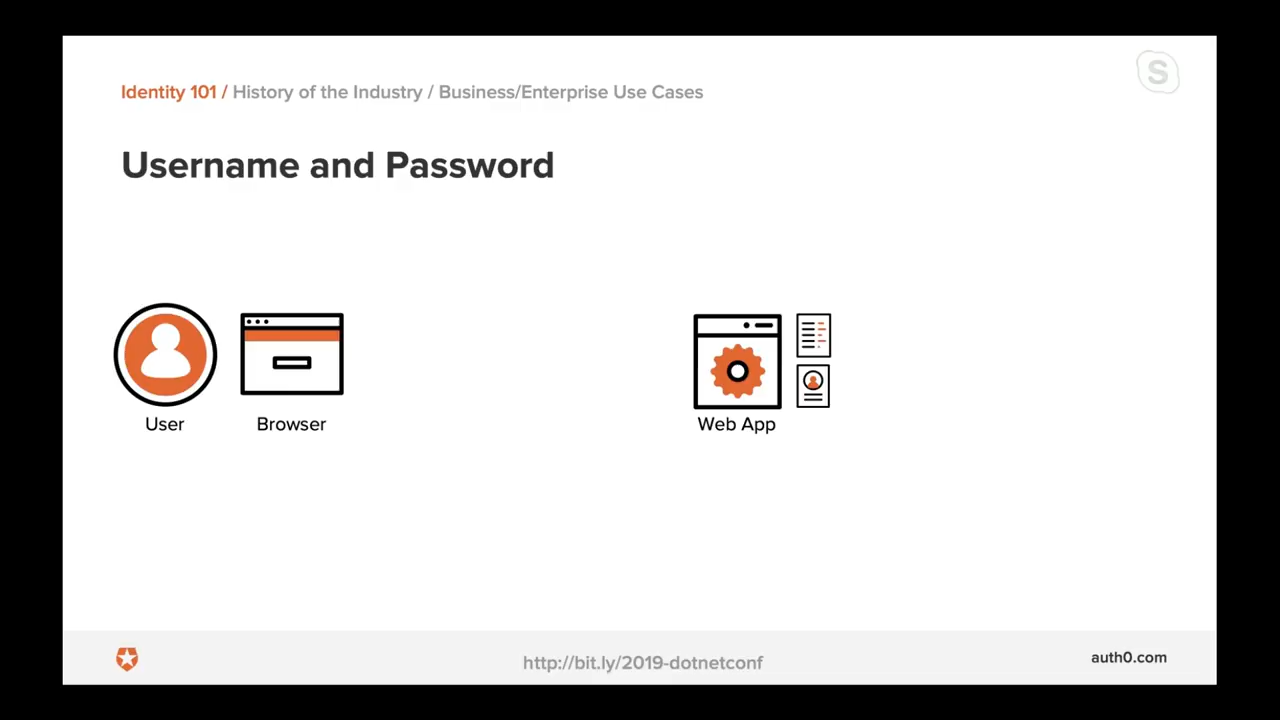 S
Identity 101 / History of the Industry / Business/Enterprise Use Cases
Username and Password
User
Browser
Web App
http://bit.ly/2019-dotnetconf
auth0.com